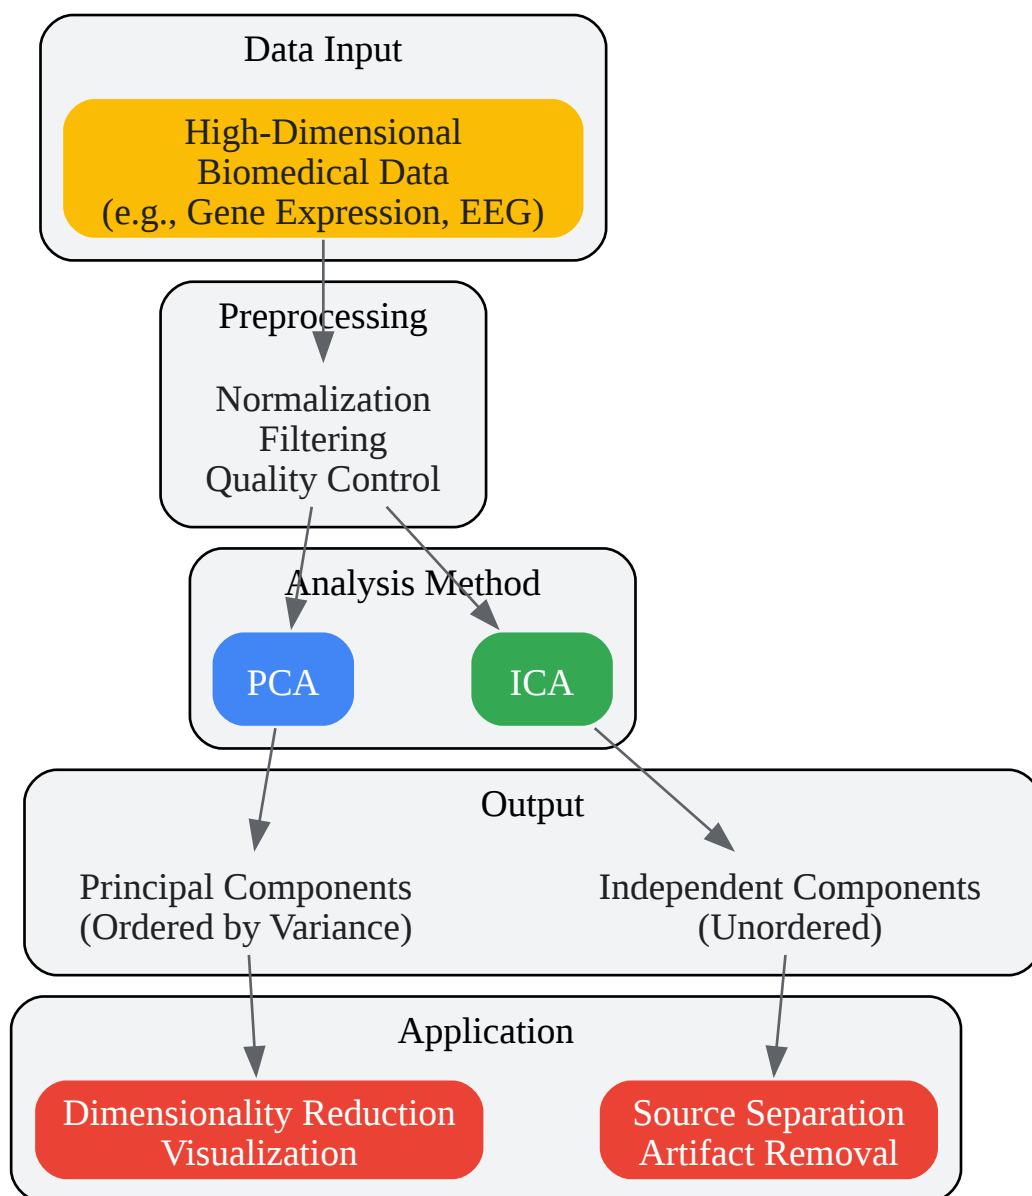 Data Input
High-Dimensional
Biomedical Data
(e.g., Gene Expression, EEG)
Preprocessing
Normalization
Filtering
Quality Control
Analysis Method
PCA
ICA
Output
Principal Components
(Ordered by Variance)
Independent Components
(Unordered)
Application
Dimensionality Reduction
Visualization
Source Separation
Artifact Removal